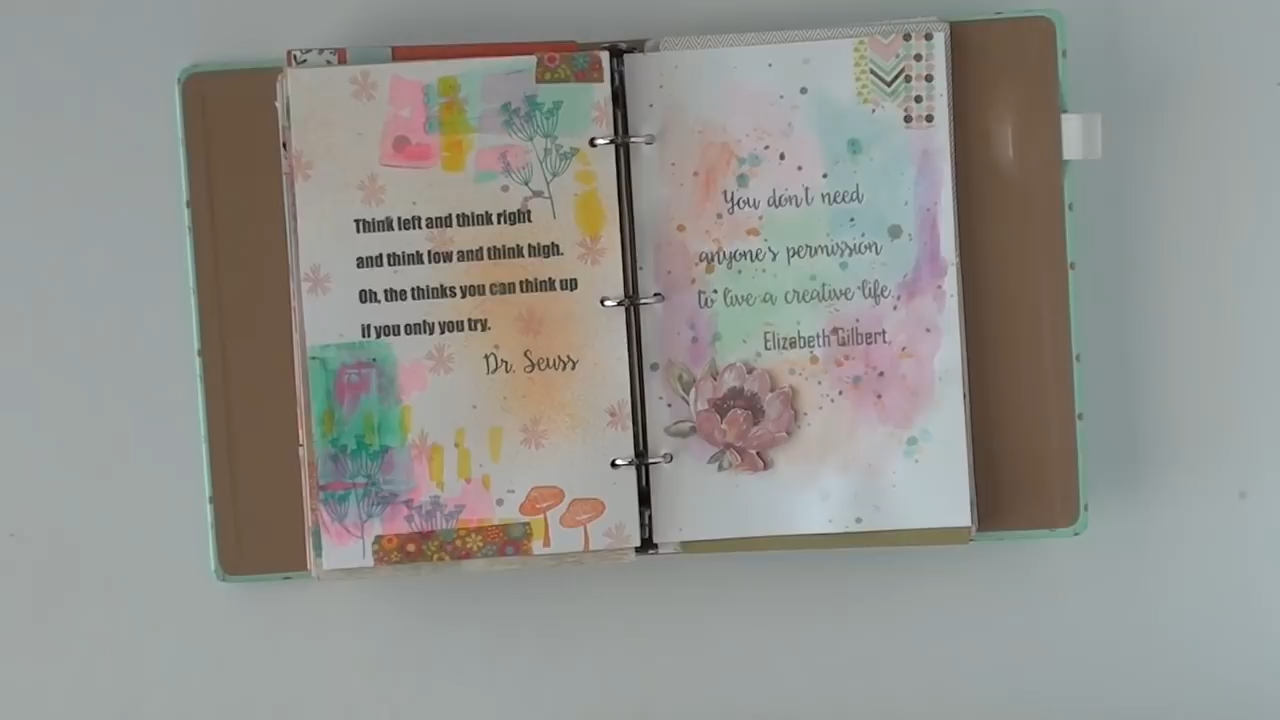 Think left and think right
and think low and think high.
Oh, the thinks you can think up
if you only you try.
Dr. Seuss
You don't need
anyone's permission
to live a creative life.
Elizabeth Gilbert